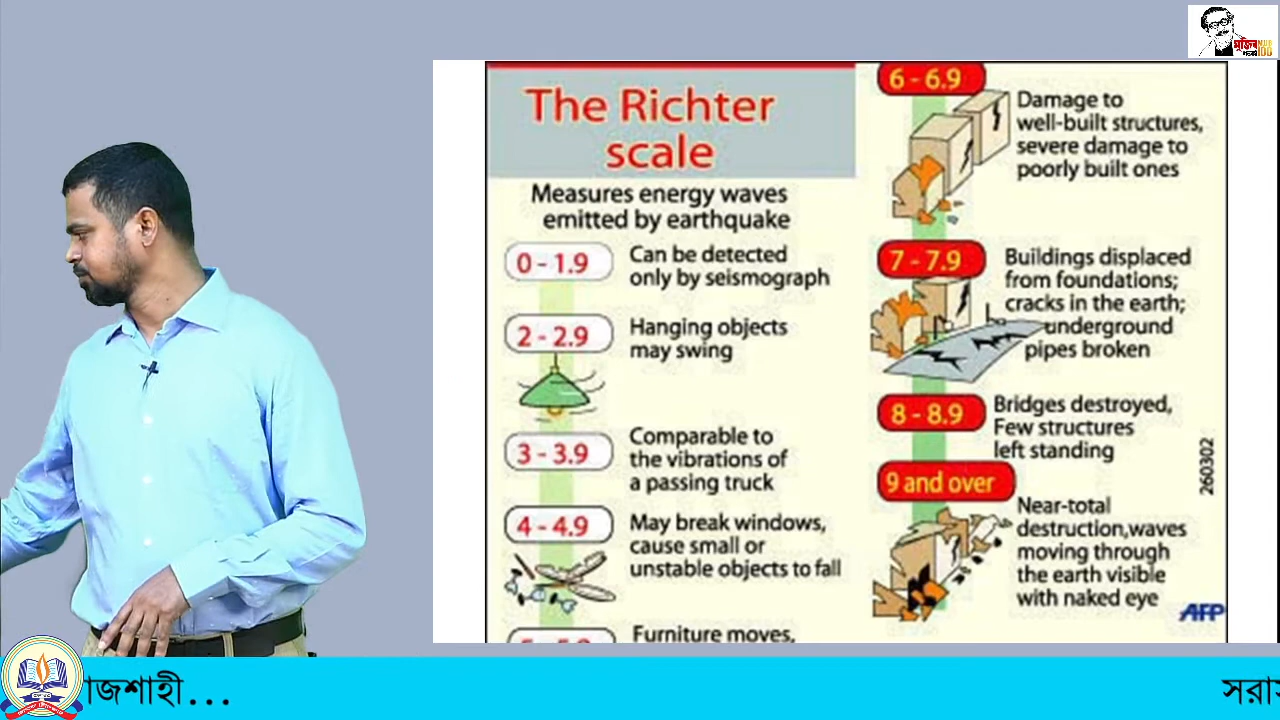 The Richter
scale
Measures energy waves
emitted by earthquake
0 - 1.9
Can be detected
only by seismograph
2 - 2.9
Hanging objects
may swing
3 - 3.9
Comparable to
the vibrations of
a passing truck
4 - 4.9
May break windows,
cause small or
unstable objects to fall
Furniture moves,
6 - 6.9
Damage to
well-built structures,
severe damage to
poorly built ones
7 - 7.9
Buildings displaced
from foundations;
cracks in the earth;
underground
pipes broken
8 - 8.9
Bridges destroyed,
Few structures
left standing
9 and over
Near-total
destruction,waves
moving through
the earth visible
with naked eye
260302
AFP